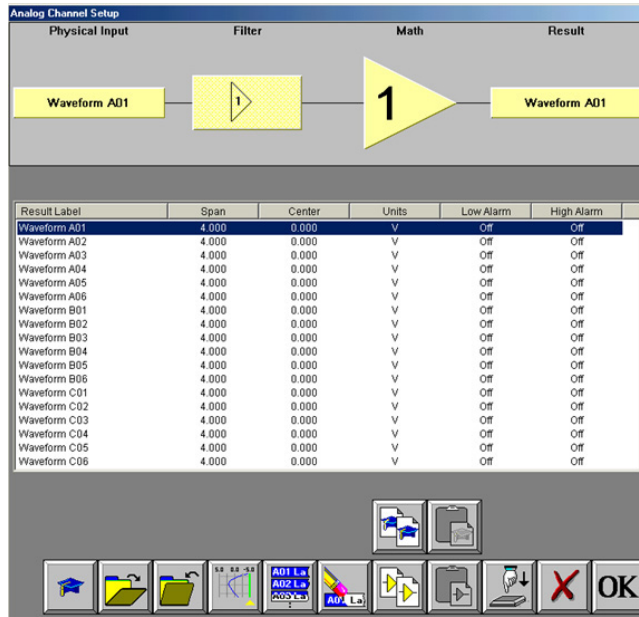 Analog Channel Setup
Physical Input Filter Math Result
Waveform A01 1 1 Waveform A01
Result Label Span Center Units Low Alarm High Alarm
Waveform A01 4.000 0.000 V Off Off
Waveform A02 4.000 0.000 V Off Off
Waveform A03 4.000 0.000 V Off Off
Waveform A04 4.000 0.000 V Off Off
Waveform A05 4.000 0.000 V Off Off
Waveform A06 4.000 0.000 V Off Off
Waveform B01 4.000 0.000 V Off Off
Waveform B02 4.000 0.000 V Off Off
Waveform B03 4.000 0.000 V Off Off
Waveform B04 4.000 0.000 V Off Off
Waveform B05 4.000 0.000 V Off Off
Waveform B06 4.000 0.000 V Off Off
Waveform C01 4.000 0.000 V Off Off
Waveform C02 4.000 0.000 V Off Off
Waveform C03 4.000 0.000 V Off Off
Waveform C04 4.000 0.000 V Off Off
Waveform C05 4.000 0.000 V Off Off
Waveform C06 4.000 0.000 V Off Off
5.0 0.0 -5.0
A01 La
A02 La
A03 La
La
OK